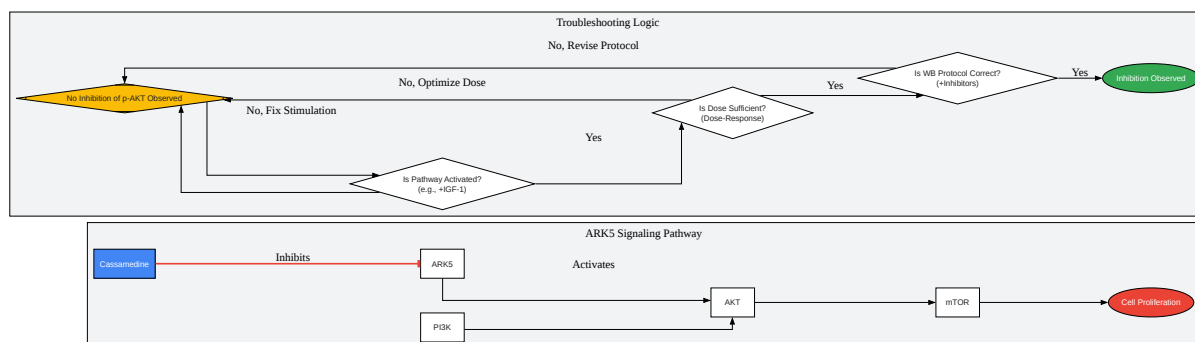 Troubleshooting Logic
No, Revise Protocol
Is WB Protocol Correct?
(+Inhibitors)
Yes
Inhibition Observed
No, Optimize Dose
Yes
No Inhibition of p-AKT Observed
No, Fix Stimulation
Is Dose Sufficient?
(Dose-Response)
Yes
Is Pathway Activated?
(e.g., +IGF-1)
ARK5 Signaling Pathway
Cassamedine
Inhibits
ARK5
Activates
AKT
mTOR
Cell Proliferation
PI3K